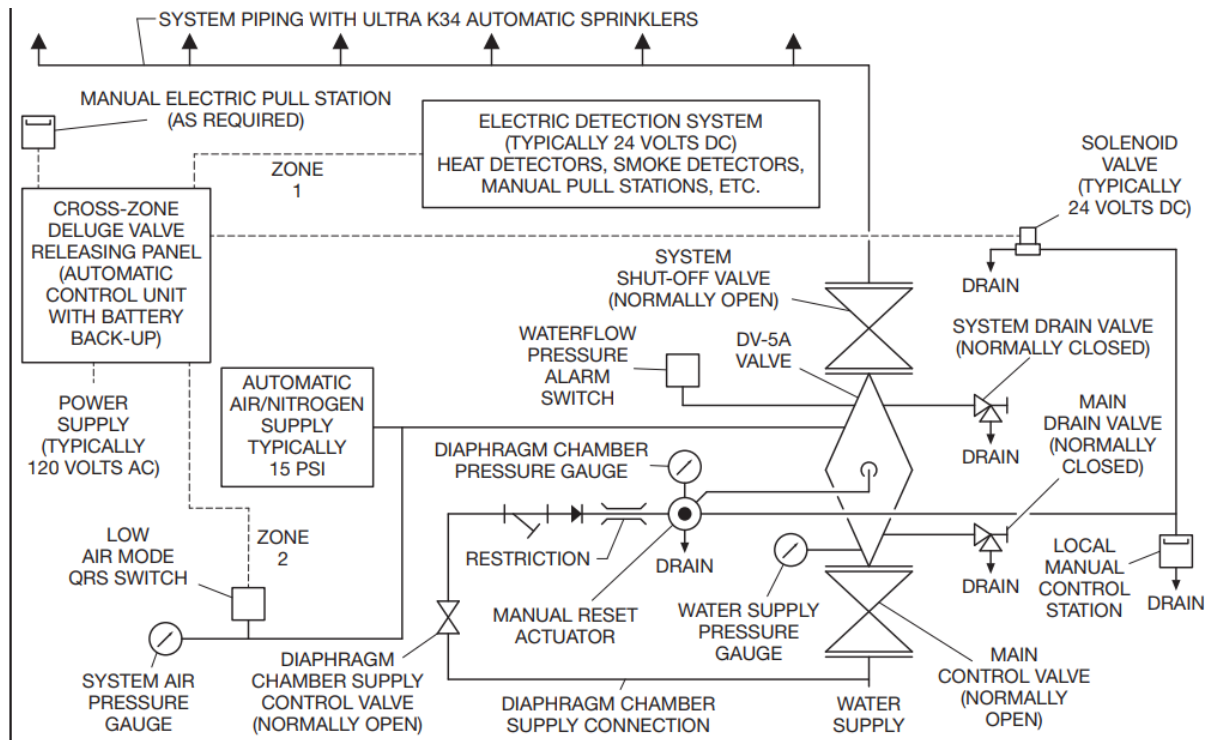 SYSTEM PIPING WITH ULTRA K34 AUTOMATIC SPRINKLERS
MANUAL ELECTRIC PULL STATION
(AS REQUIRED)
ELECTRIC DETECTION SYSTEM
(TYPICALLY 24 VOLTS DC)
HEAT DETECTORS, SMOKE DETECTORS,
MANUAL PULL STATIONS, ETC.
SOLENOID
VALVE
(TYPICALLY
24 VOLTS DC)
ZONE
1
CROSS-ZONE
DELUGE VALVE
RELEASING PANEL
(AUTOMATIC
CONTROL UNIT
WITH BATTERY
BACK-UP)
SYSTEM
SHUT-OFF VALVE
(NORMALLY OPEN)
DRAIN
SYSTEM DRAIN VALVE
(NORMALLY CLOSED)
WATERFLOW
PRESSURE
ALARM
SWITCH
DV-5A
VALVE
AUTOMATIC
AIR/NITROGEN
SUPPLY
TYPICALLY
15 PSI
POWER
SUPPLY
(TYPICALLY
120 VOLTS AC)
MAIN
DRAIN VALVE
(NORMALLY
CLOSED)
DRAIN
DIAPHRAGM CHAMBER
PRESSURE GAUGE
LOW
AIR MODE
QRS SWITCH
ZONE
2
RESTRICTION
DRAIN
MANUAL RESET
ACTUATOR
WATER SUPPLY
PRESSURE
GAUGE
DRAIN
LOCAL
MANUAL
CONTROL
STATION
DRAIN
SYSTEM AIR
PRESSURE
GAUGE
DIAPHRAGM
CHAMBER SUPPLY
CONTROL VALVE
(NORMALLY OPEN)
DIAPHRAGM CHAMBER
SUPPLY CONNECTION
WATER
SUPPLY
MAIN
CONTROL VALVE
(NORMALLY
OPEN)